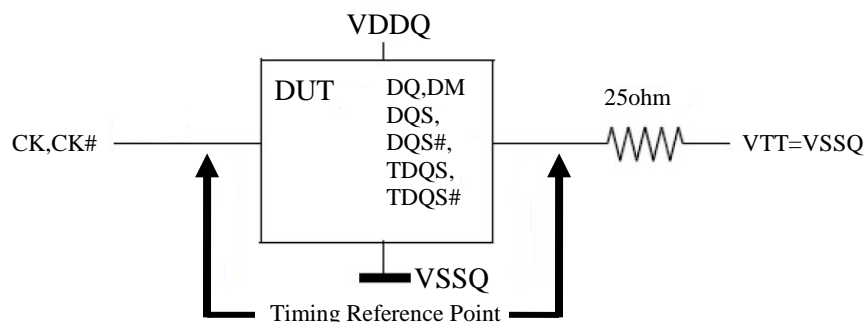 VDDQ
DUT
DQ,DM
DQS,
DQS#,
TDQS,
TDQS#
25ohm
CK,CK#
VTT=VSSQ
VSSQ
Timing Reference Point